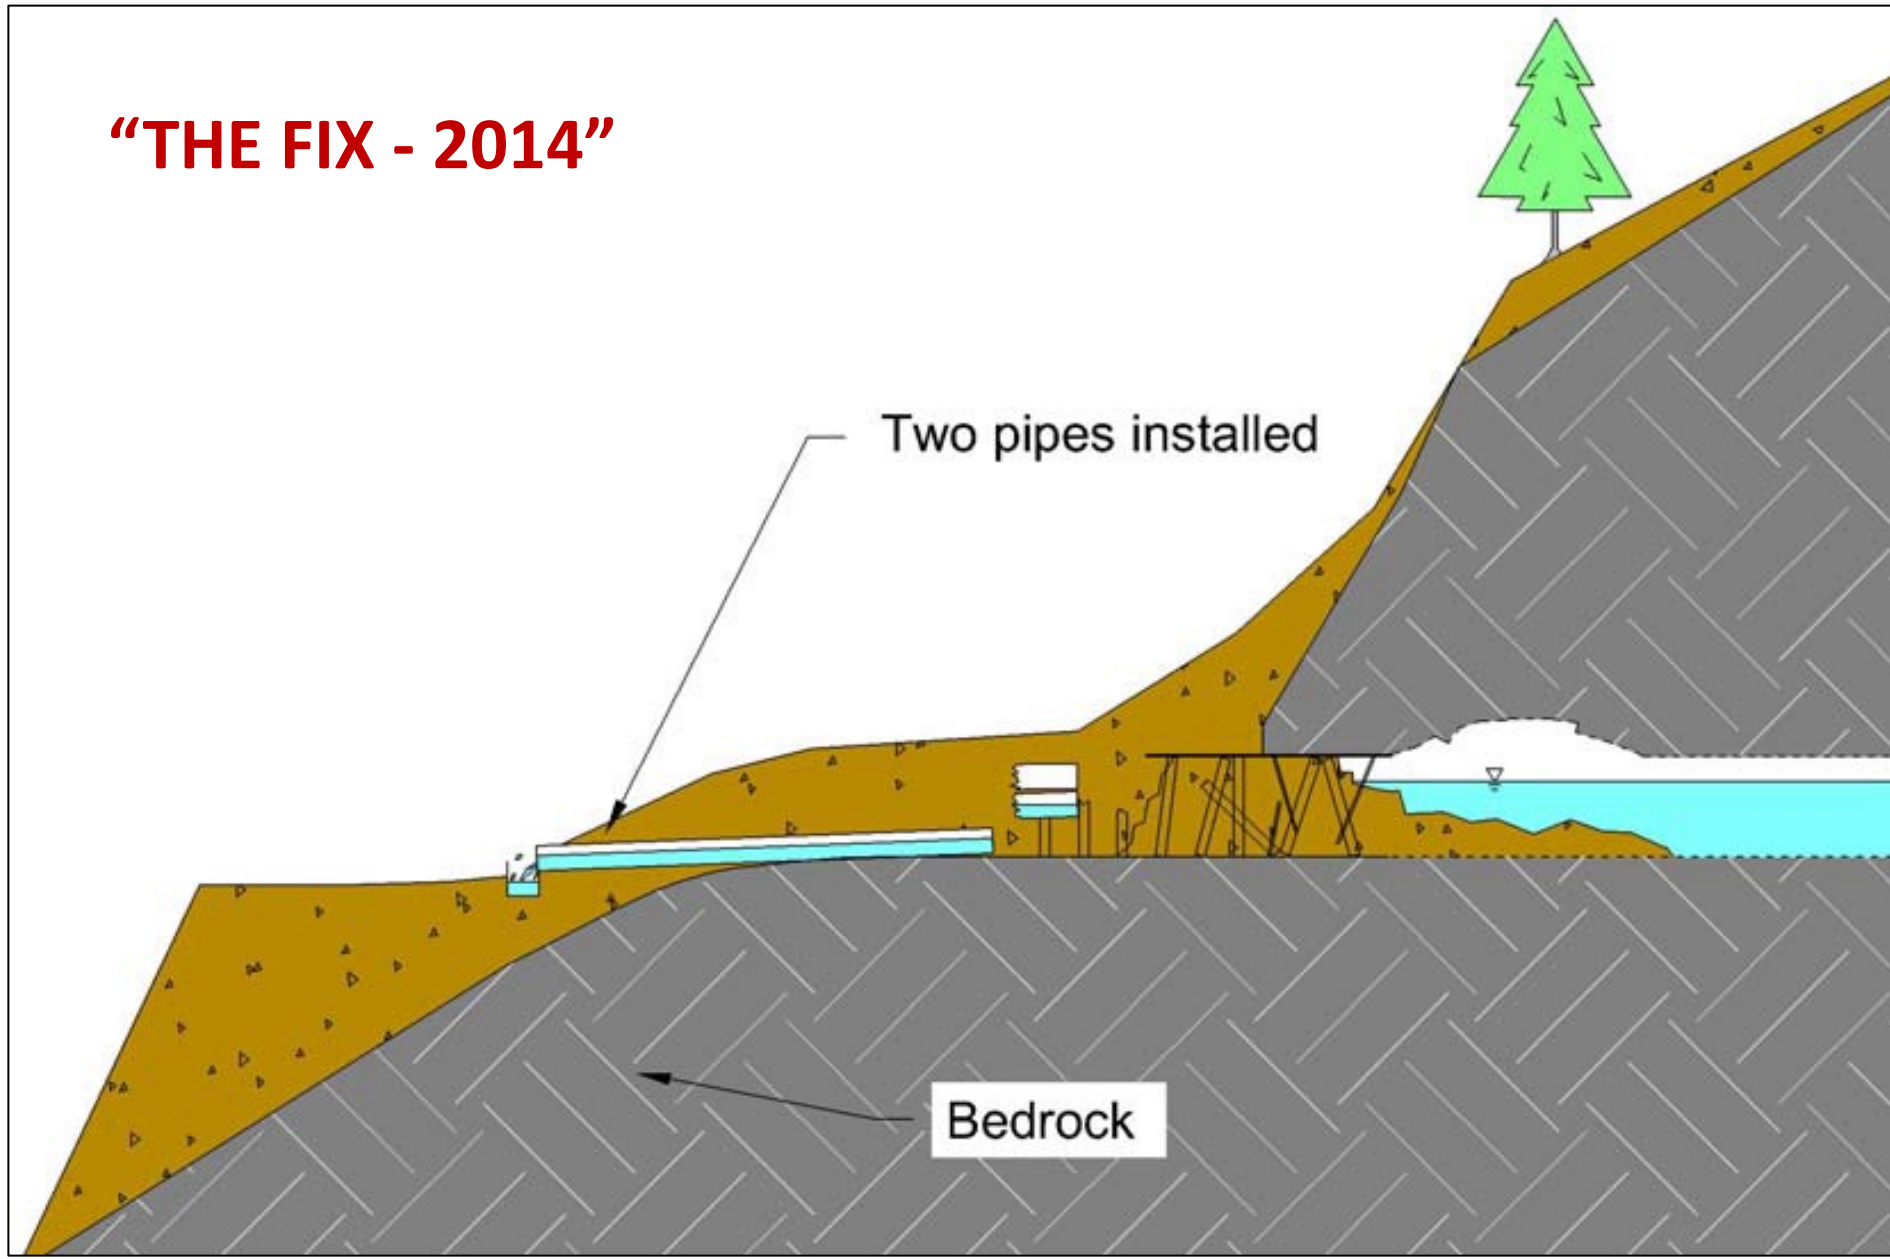 “THE FIX - 2014”
Two pipes installed
Bedrock